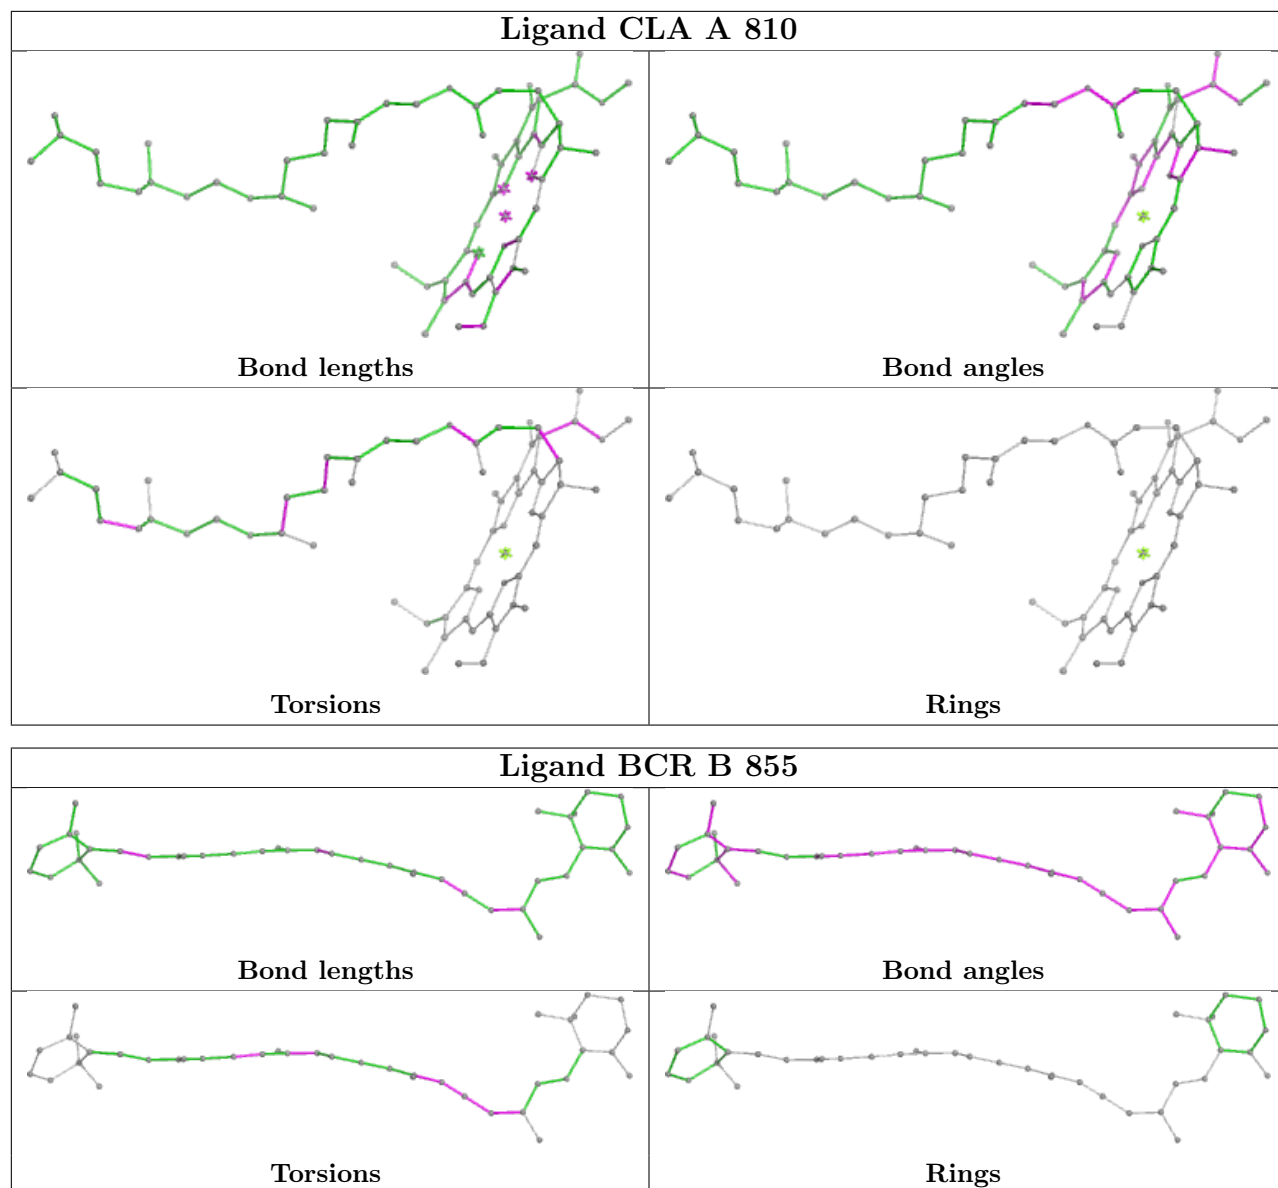 Ligand CLA A 810
Bond lengths
Bond angles
Torsions
Rings
Ligand BCR B 855
Bond lengths
Bond angles
Torsions
Rings